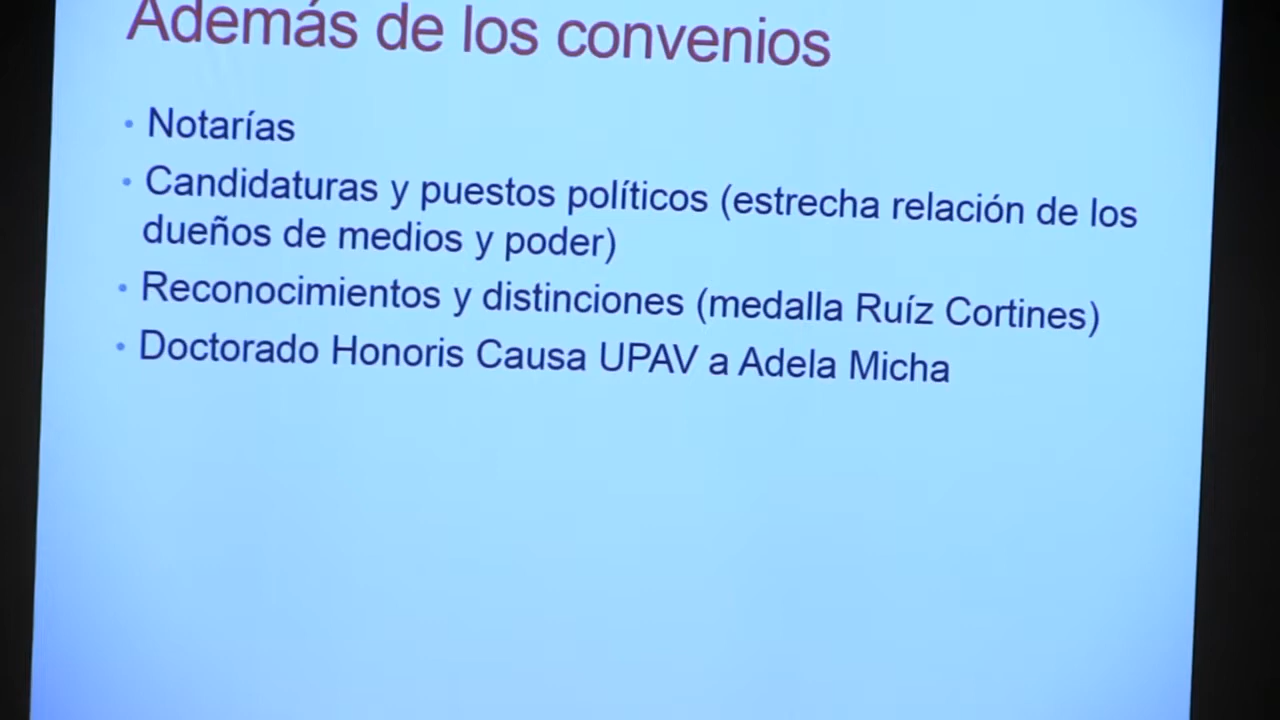 Además de los convenios
• Notarías
• Candidaturas y puestos políticos (estrecha relación de los
dueños de medios y poder)
• Reconocimientos y distinciones (medalla Ruíz Cortines)
• Doctorado Honoris Causa UPAV a Adela Micha